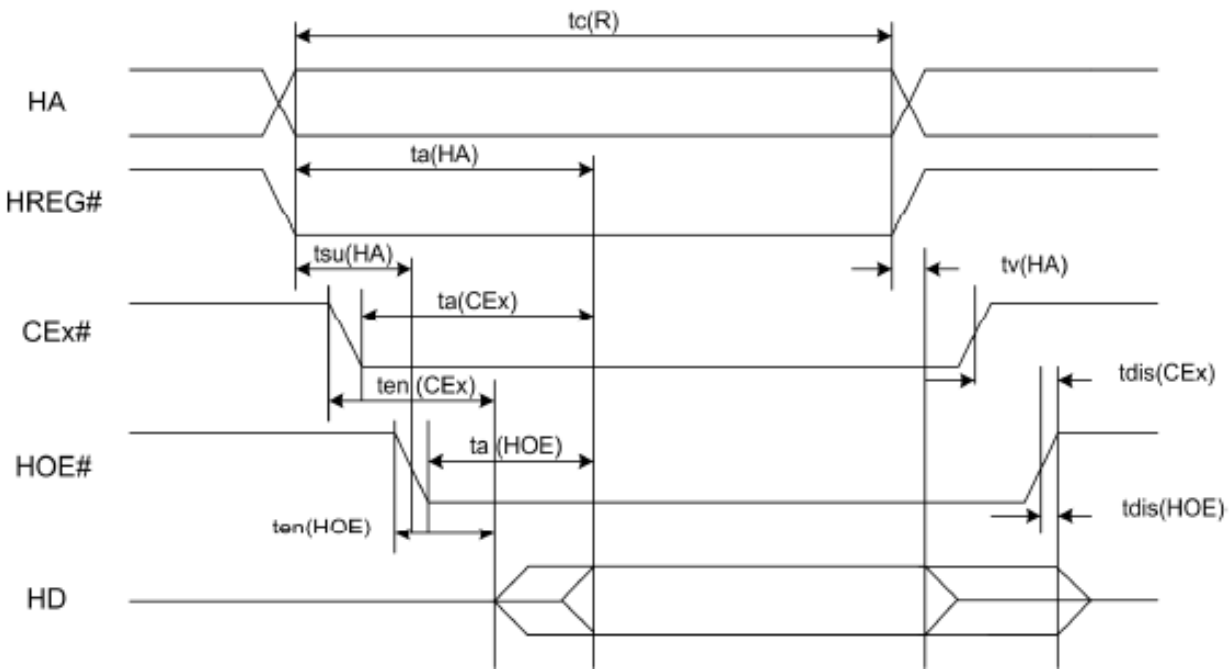 tc(R)
HA
ta(HA)
HREG#
tsu(HA)
tv(HA)
ta(CEx)
CEx#
ten (CEx)
tdis(CEx)
ta (HOE)
HOE#
ten(HOE)
tdis(HOE)
HD